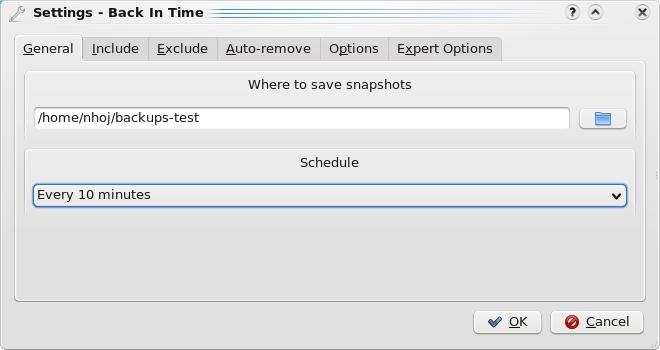 Settings - Back In Time
?
General Include Exclude Auto-remove Options Expert Options
Where to save snapshots
/home/nhoj/backups-test
Schedule
Every 10 minutes
OK Cancel